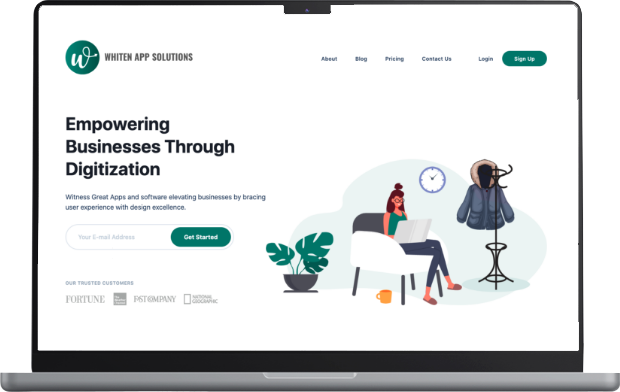 w
WHITEN APP SOLUTIONS
About Blog Pricing Contact Us Login Sign Up
Empowering
Businesses Through
Digitization
Witness Great Apps and software elevating businesses by bracing
user experience with design excellence.
Your E-mail Address Get Started
OUR TRUSTED CUSTOMERS
FORTUNE FAST COMPANY NATIONAL
GEOGRAPHIC